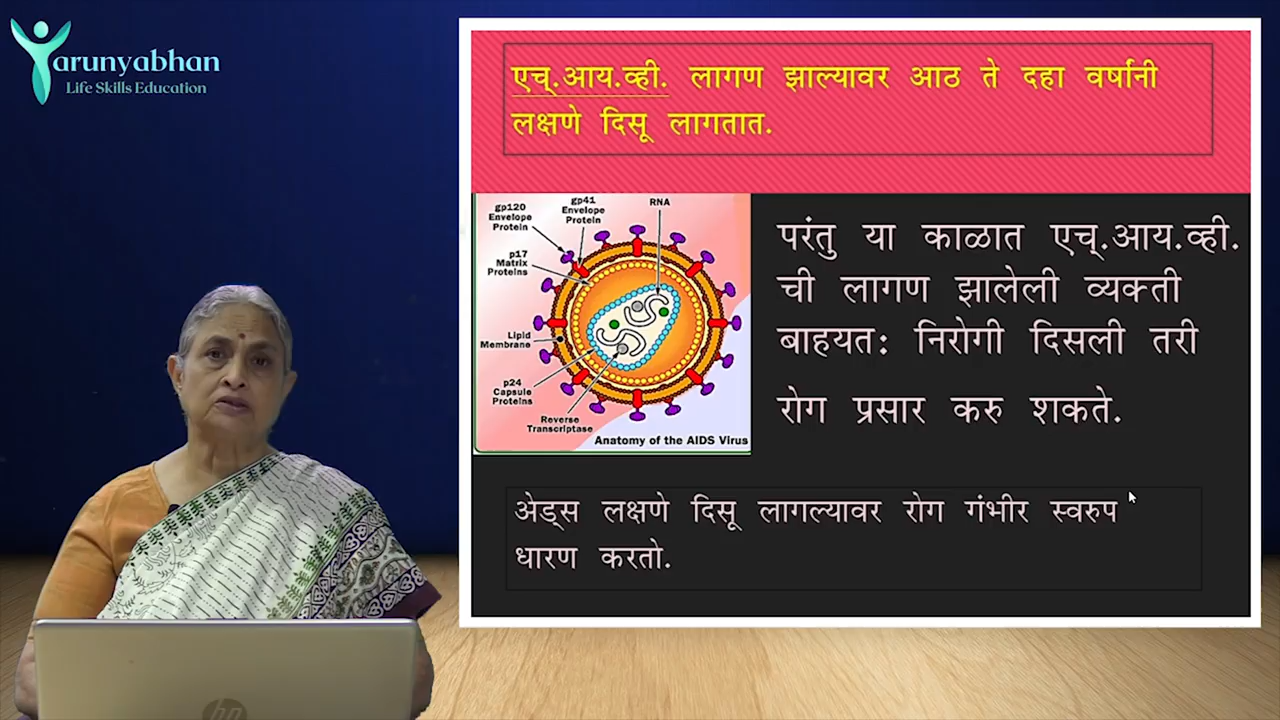 Tarunyabhan
Life Skills Education
एच्.आय.व्ही. लागण झाल्यावर आठ ते दहा वर्षांनी
लक्षणे दिसू लागतात.
gp120
Envelope
Protein
gp41
Envelope
Protein
RNA
p17
Matrix
Proteins
Lipid
Membrane
p24
Capsule
Proteins
Reverse
Transcriptase
Anatomy of the AIDS Virus
परंतु या काळात एच्.आय.व्ही.
ची लागण झालेली व्यक्ती
बाहयतः निरोगी दिसली तरी
रोग प्रसार करु शकते.
अेड्स लक्षणे दिसू लागल्यावर रोग गंभीर स्वरुप
धारण करतो.
hp